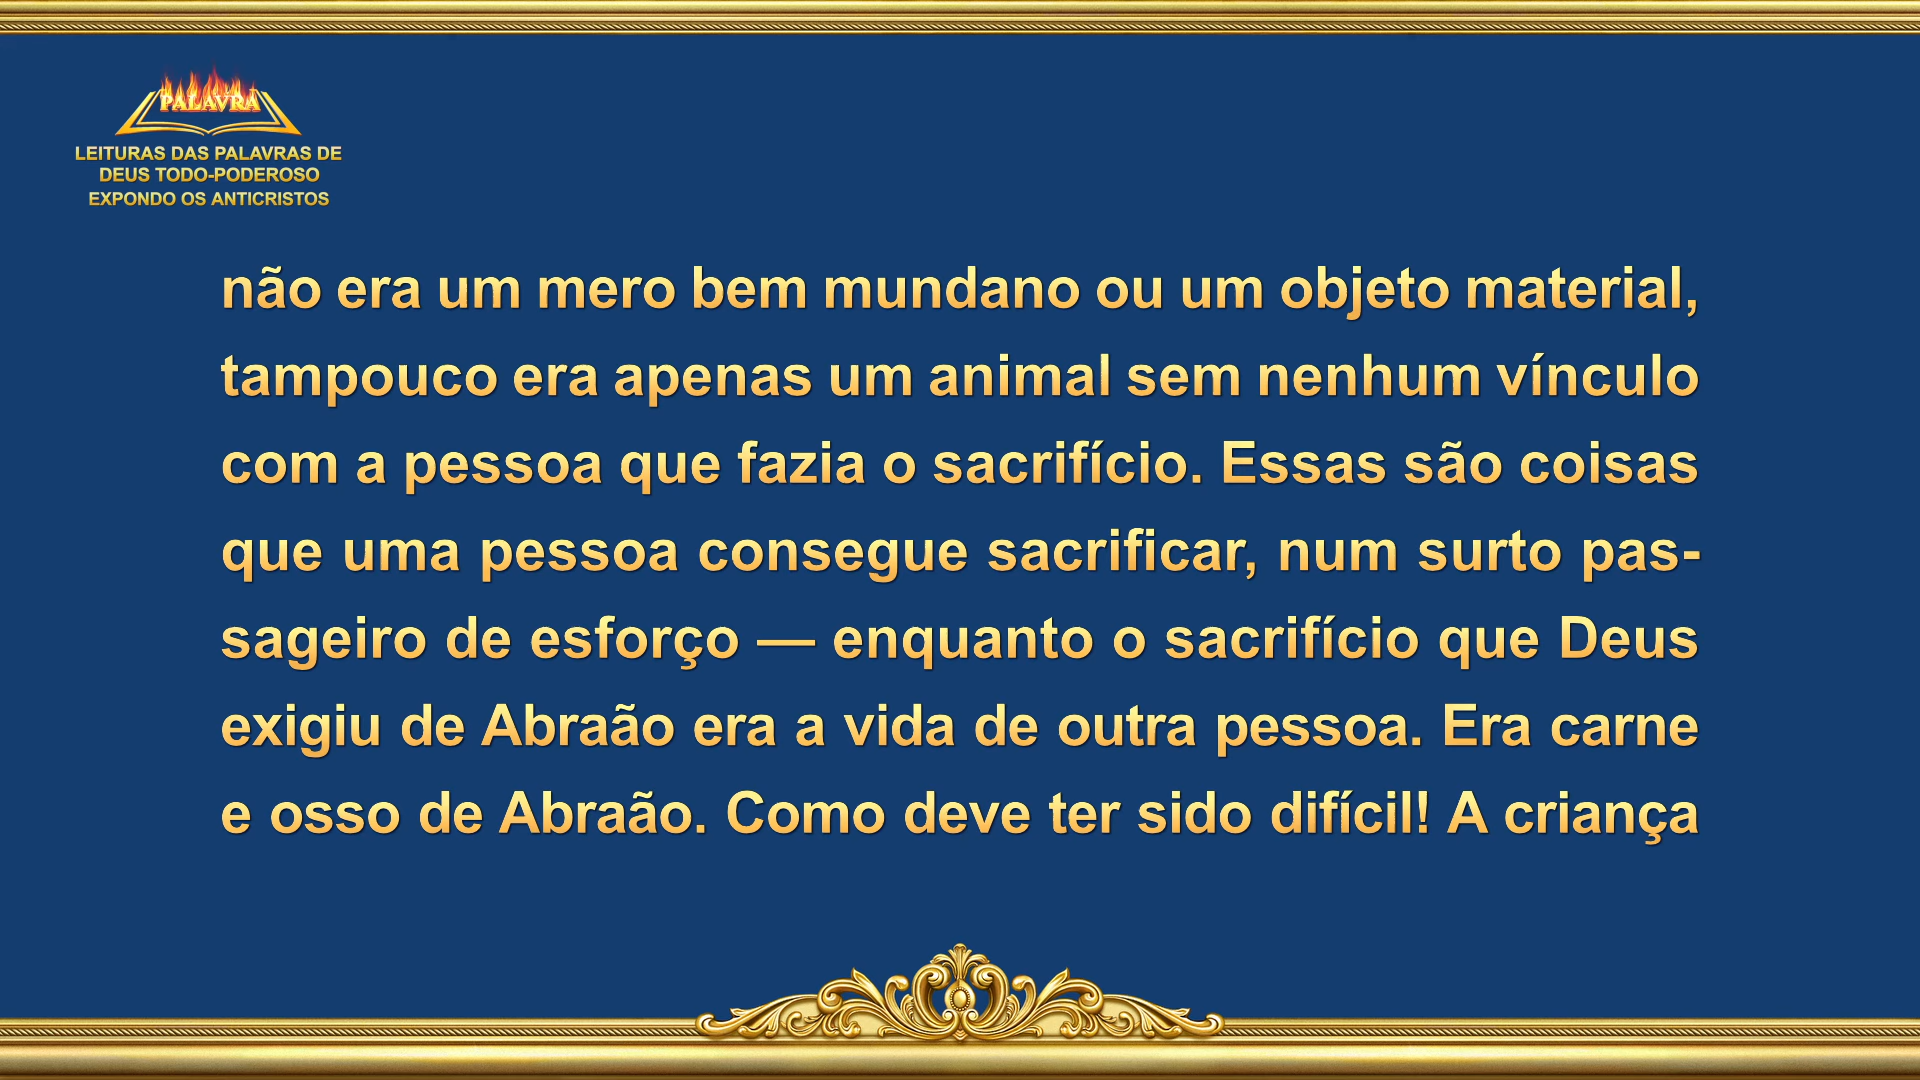 PALAVRA
LEITURAS DAS PALAVRAS DE
DEUS TODO-PODEROSO
EXPONDO OS ANTICRISTOS
não era um mero bem mundano ou um objeto material,
tampouco era apenas um animal sem nenhum vínculo
com a pessoa que fazia o sacrifício. Essas são coisas
que uma pessoa consegue sacrificar, num surto pas-
sageiro de esforço — enquanto o sacrifício que Deus
exigiu de Abraão era a vida de outra pessoa. Era carne
e osso de Abraão. Como deve ter sido difícil! A criança